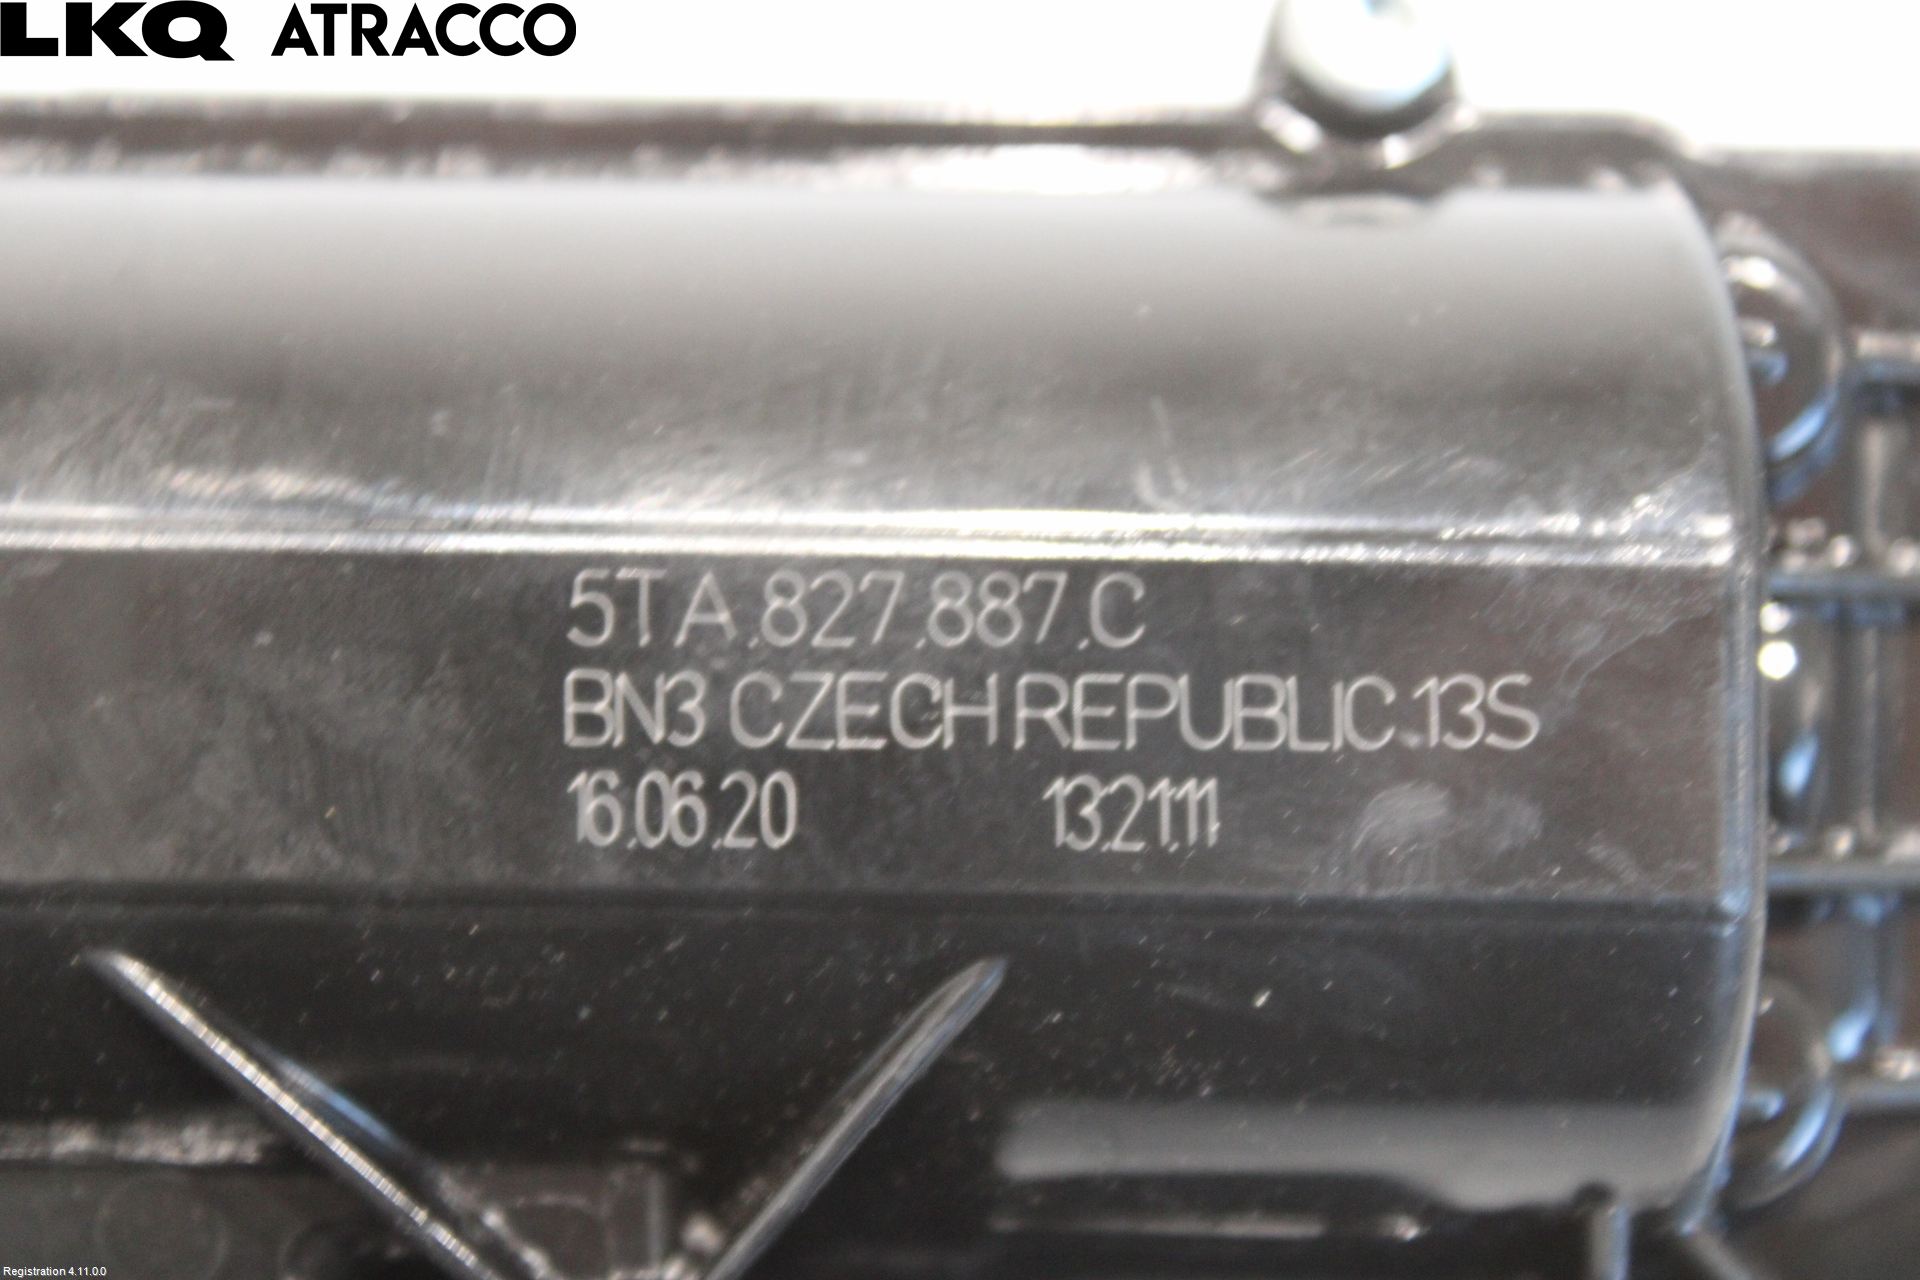 LKQ ATRACCO
5TA.827.887.C
BN3 CZECH REPUBLIC.13S
16.06.20 13:21:11
Registration 4.11.0.0